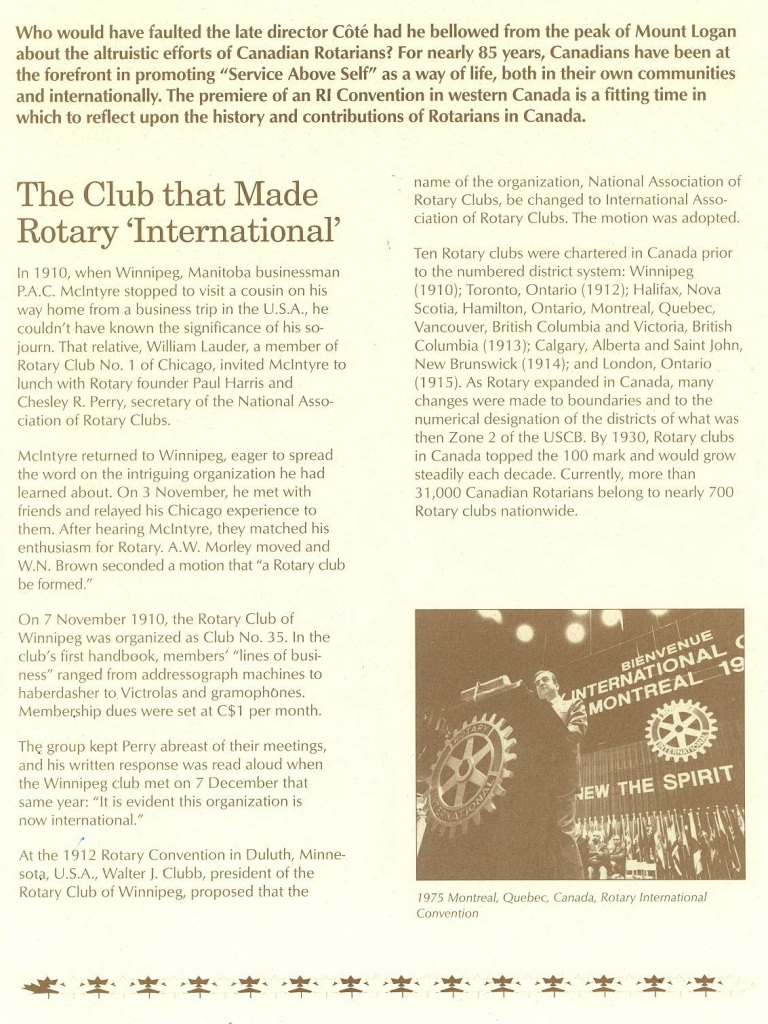 Who would have faulted the late director Côté had he bellowed from the peak of Mount Logan
about the altruistic efforts of Canadian Rotarians? For nearly 85 years, Canadians have been at
the forefront in promoting “Service Above Self” as a way of life, both in their own communities
and internationally. The premiere of an RI Convention in western Canada is a fitting time in
which to reflect upon the history and contributions of Rotarians in Canada.
The Club that Made
Rotary ‘International’
In 1910, when Winnipeg, Manitoba businessman
P.A.C. McIntyre stopped to visit a cousin on his
way home from a business trip in the U.S.A., he
couldn’t have known the significance of his so-
journ. That relative, William Lauder, a member of
Rotary Club No. 1 of Chicago, invited McIntyre to
lunch with Rotary founder Paul Harris and
Chesley R. Perry, secretary of the National Asso-
ciation of Rotary Clubs.
McIntyre returned to Winnipeg, eager to spread
the word on the intriguing organization he had
learned about. On 3 November, he met with
friends and relayed his Chicago experience to
them. After hearing McIntyre, they matched his
enthusiasm for Rotary. A.W. Morley moved and
W.N. Brown seconded a motion that “a Rotary club
be formed.”
On 7 November 1910, the Rotary Club of
Winnipeg was organized as Club No. 35. In the
club’s first handbook, members’ “lines of busi-
ness” ranged from addressograph machines to
haberdasher to Victrolas and gramophones.
Membership dues were set at C$1 per month.
The group kept Perry abreast of their meetings,
and his written response was read aloud when
the Winnipeg club met on 7 December that
same year: “It is evident this organization is
now international.”
At the 1912 Rotary Convention in Duluth, Minne-
sota, U.S.A., Walter J. Clubb, president of the
Rotary Club of Winnipeg, proposed that the
name of the organization, National Association of
Rotary Clubs, be changed to International Asso-
ciation of Rotary Clubs. The motion was adopted.
Ten Rotary clubs were chartered in Canada prior
to the numbered district system: Winnipeg
(1910); Toronto, Ontario (1912); Halifax, Nova
Scotia, Hamilton, Ontario, Montreal, Quebec,
Vancouver, British Columbia and Victoria, British
Columbia (1913); Calgary, Alberta and Saint John,
New Brunswick (1914); and London, Ontario
(1915). As Rotary expanded in Canada, many
changes were made to boundaries and to the
numerical designation of the districts of what was
then Zone 2 of the USCB. By 1930, Rotary clubs
in Canada topped the 100 mark and would grow
steadily each decade. Currently, more than
31,000 Canadian Rotarians belong to nearly 700
Rotary clubs nationwide.
BIENVENUE
INTERNATIONAL C
MONTREAL 19
ROTARY
INTERNATIONAL
INTERNATIONAL
NEW THE SPIRIT
1975 Montreal, Quebec, Canada, Rotary International
Convention